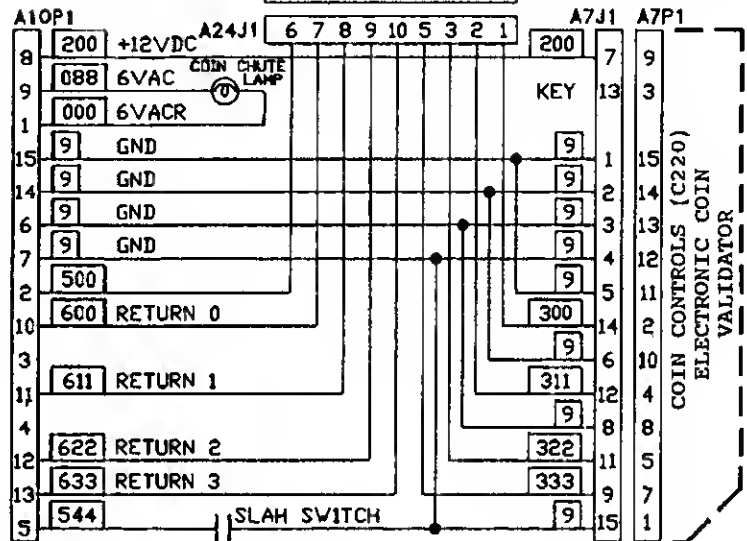 A10P1 A24J1 A7J1 A7P1
6 7 8 9 10 5 3 2 1
8 200 +12VDC 200 7 9
9 088 6VAC COIN CHUTE LAMP KEY 13 3
1 000 6VACR
15 9 GND 9 1 15
14 9 GND 9 2 14
6 9 GND 9 3 13
7 9 GND 9 4 12
2 500 9 5 11
10 600 RETURN 0 300 14 2
3 9 6 10
11 611 RETURN 1 311 12 4
4 9 8 8
12 622 RETURN 2 322 11 5
13 633 RETURN 3 333 9 7
5 544 SLAH SWITCH 9 15 1
COIN CONTROLS (C220)
ELECTRONIC COIN
VALIDATOR